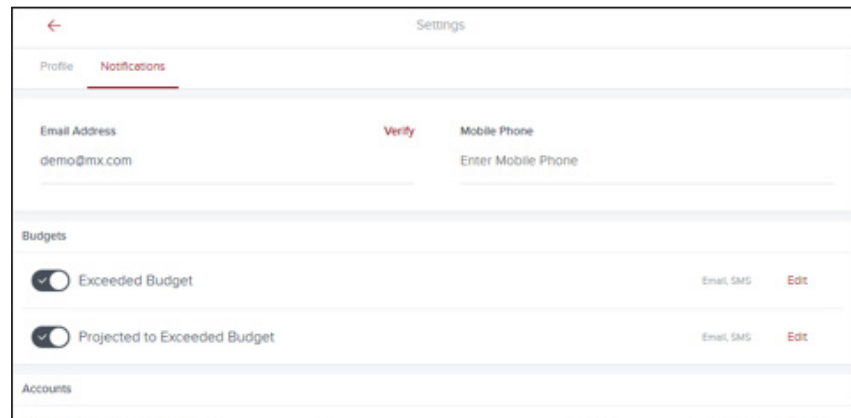 Settings
Profile Notifications
Email Address Verify Mobile Phone
demo@mx.com Enter Mobile Phone
Budgets
Exceeded Budget Email, SMS Edit
Projected to Exceeded Budget Email, SMS Edit
Accounts